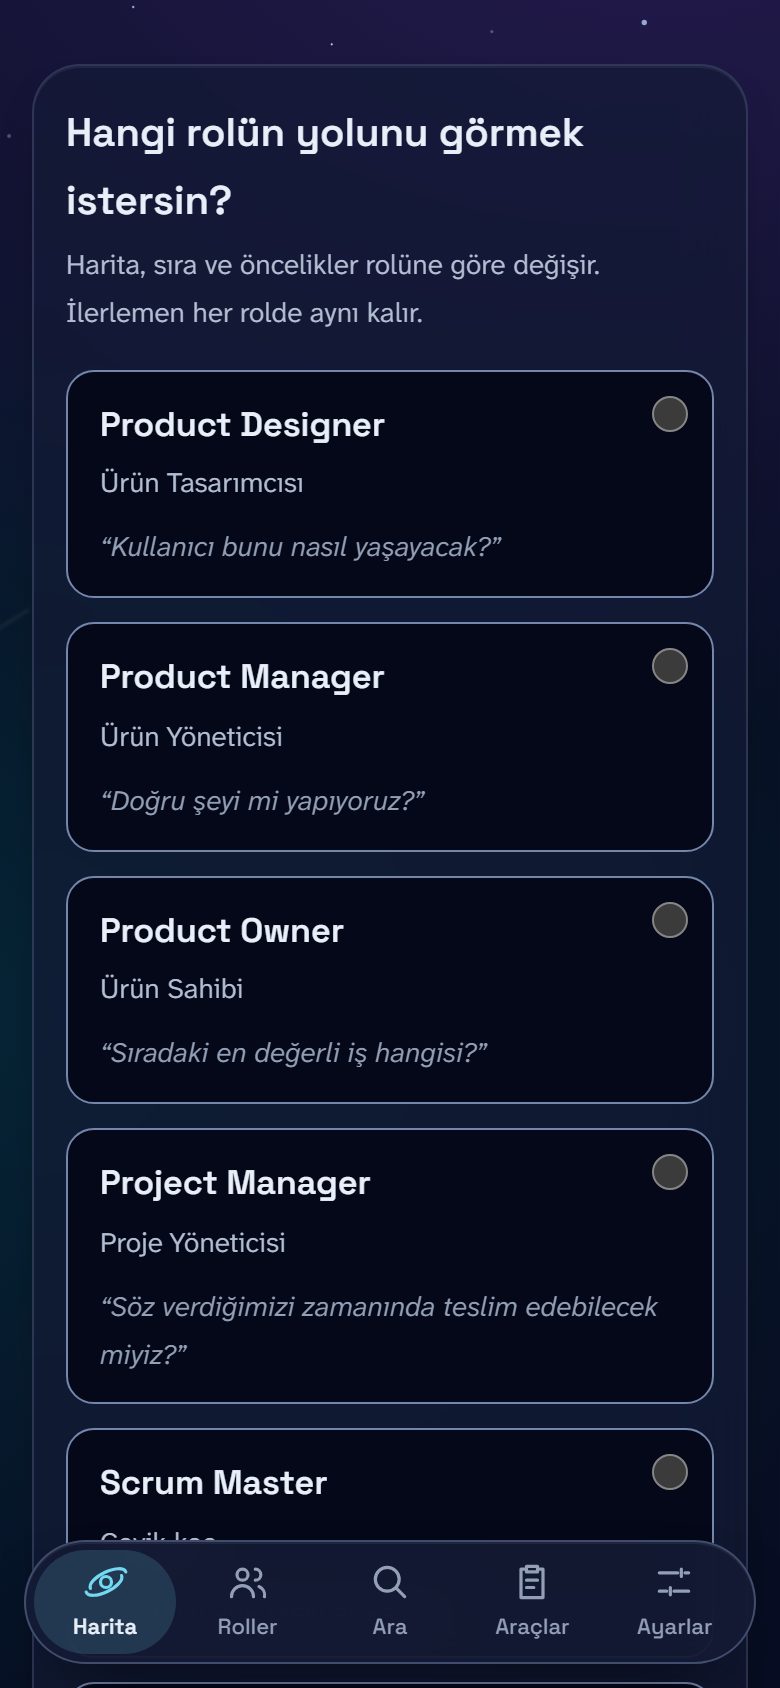 Hangi rolün yolunu görmek
istersin?
Harita, sıra ve öncelikler rolüne göre değişir.
İlerlemen her rolde aynı kalır.
Product Designer
Ürün Tasarımcısı
“Kullanıcı bunu nasıl yaşayacak?”
Product Manager
Ürün Yöneticisi
“Doğru şeyi mi yapıyoruz?”
Product Owner
Ürün Sahibi
“Sıradaki en değerli iş hangisi?”
Project Manager
Proje Yöneticisi
“Söz verdiğimizi zamanında teslim edebilecek
miyiz?”
Scrum Master
Harita
Roller
Ara
Araçlar
Ayarlar